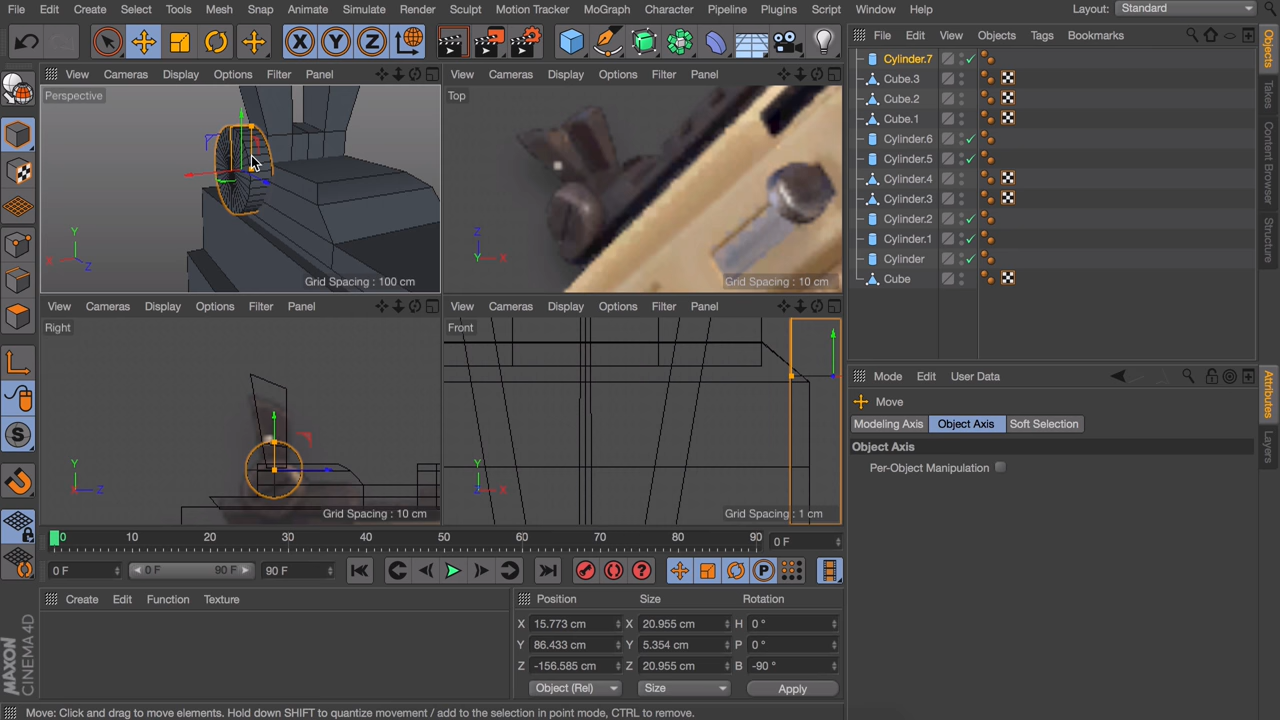 File Edit Create Select Tools Mesh Snap Animate Simulate Render Sculpt Motion Tracker MoGraph Character Pipeline Plugins Script Window Help Layout: Standard
X Y Z
File Edit View Objects Tags Bookmarks
View Cameras Display Options Filter Panel
View Cameras Display Options Filter Panel
Perspective
Top
Grid Spacing : 100 cm
Grid Spacing : 10 cm
View Cameras Display Options Filter Panel
View Cameras Display Options Filter Panel
Right
Front
Grid Spacing : 10 cm
Grid Spacing : 1 cm
Y
X
Z
Z
Y X
Y
X Z
Y
Z X
Cylinder.7
Cube.3
Cube.2
Cube.1
Cylinder.6
Cylinder.5
Cylinder.4
Cylinder.3
Cylinder.2
Cylinder.1
Cylinder
Cube
Objects
Takes
Content Browser
Structure
Mode Edit User Data
Move
Modeling Axis Object Axis Soft Selection
Object Axis
Per-Object Manipulation
Attributes
Layers
S
0 10 20 30 40 50 60 70 80 90 0 F
0 F 0 F 90 F 90 F
P
Create Edit Function Texture
Position Size Rotation
X 15.773 cm X 20.955 cm H 0 °
Y 86.433 cm Y 5.354 cm P 0 °
Z -156.585 cm Z 20.955 cm B -90 °
Object (Rel) Size Apply
MAXON
CINEMA 4D
Move: Click and drag to move elements. Hold down SHIFT to quantize movement / add to the selection in point mode, CTRL to remove.